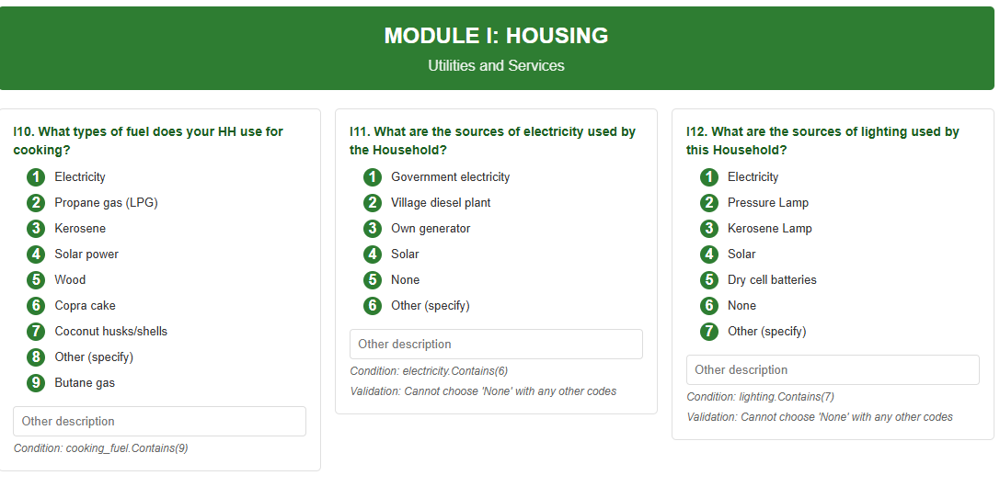 MODULE I: HOUSING
Utilities and Services
I10. What types of fuel does your HH use for
cooking?
1 Electricity
2 Propane gas (LPG)
3 Kerosene
4 Solar power
5 Wood
6 Copra cake
7 Coconut husks/shells
8 Other (specify)
9 Butane gas
Other description
Condition: cooking_fuel.Contains(9)
I11. What are the sources of electricity used by
the Household?
1 Government electricity
2 Village diesel plant
3 Own generator
4 Solar
5 None
6 Other (specify)
Other description
Condition: electricity.Contains(6)
Validation: Cannot choose 'None' with any other codes
I12. What are the sources of lighting used by
this Household?
1 Electricity
2 Pressure Lamp
3 Kerosene Lamp
4 Solar
5 Dry cell batteries
6 None
7 Other (specify)
Other description
Condition: lighting.Contains(7)
Validation: Cannot choose 'None' with any other codes